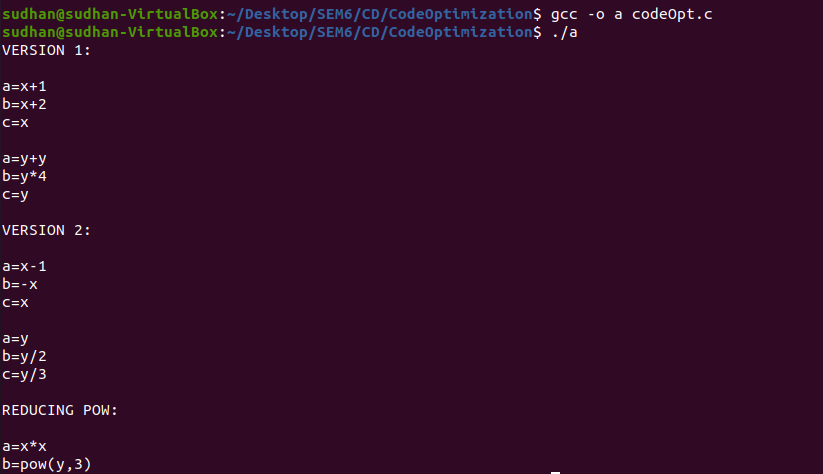 sudhan@sudhan-VirtualBox:~/Desktop/SEM6/CD/CodeOptimization$ gcc -o a codeOpt.c
sudhan@sudhan-VirtualBox:~/Desktop/SEM6/CD/CodeOptimization$ ./a
VERSION 1:
a=x+1
b=x+2
c=x
a=y+y
b=y*4
c=y
VERSION 2:
a=x-1
b=-x
c=x
a=y
b=y/2
c=y/3
REDUCING POW:
a=x*x
b=pow(y,3)